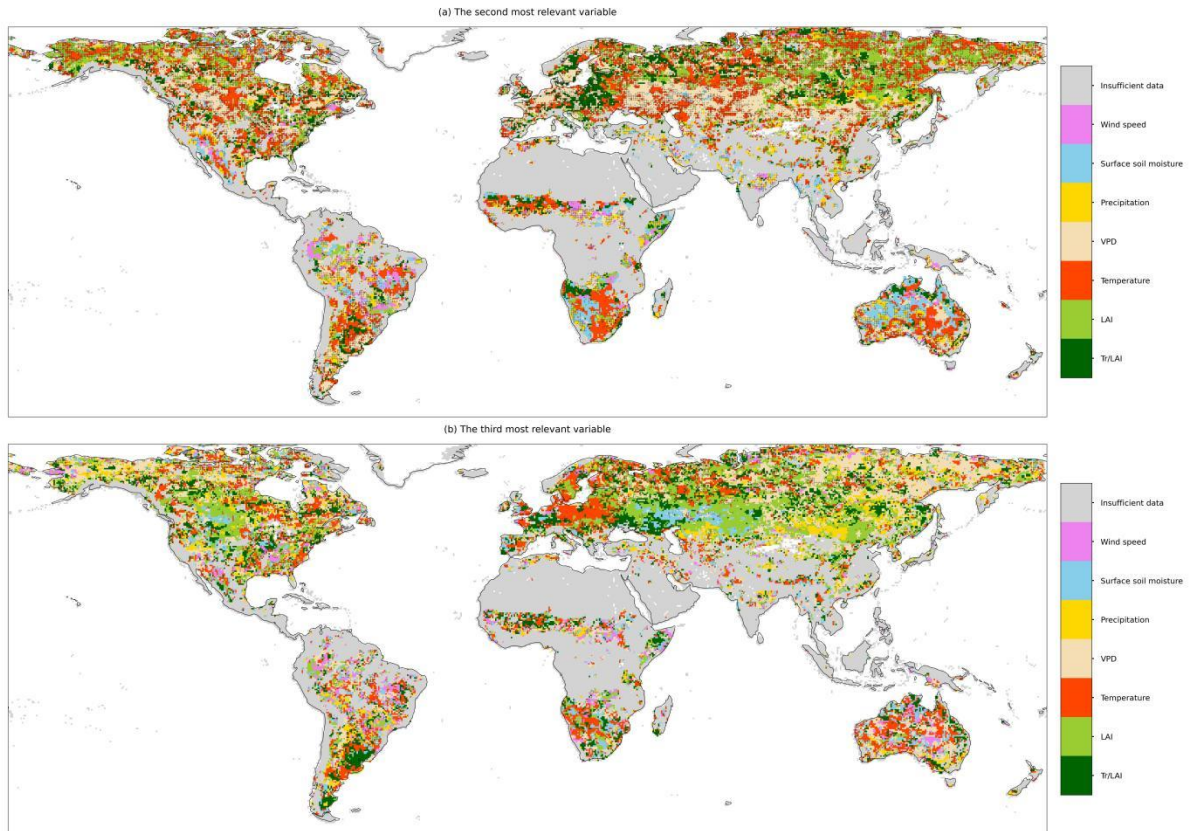 (a) The second most relevant variable
Insufficient data
Wind speed
Surface soil moisture
Precipitation
VPD
Temperature
LAI
Tr/LAI
(b) The third most relevant variable
Insufficient data
Wind speed
Surface soil moisture
Precipitation
VPD
Temperature
LAI
Tr/LAI